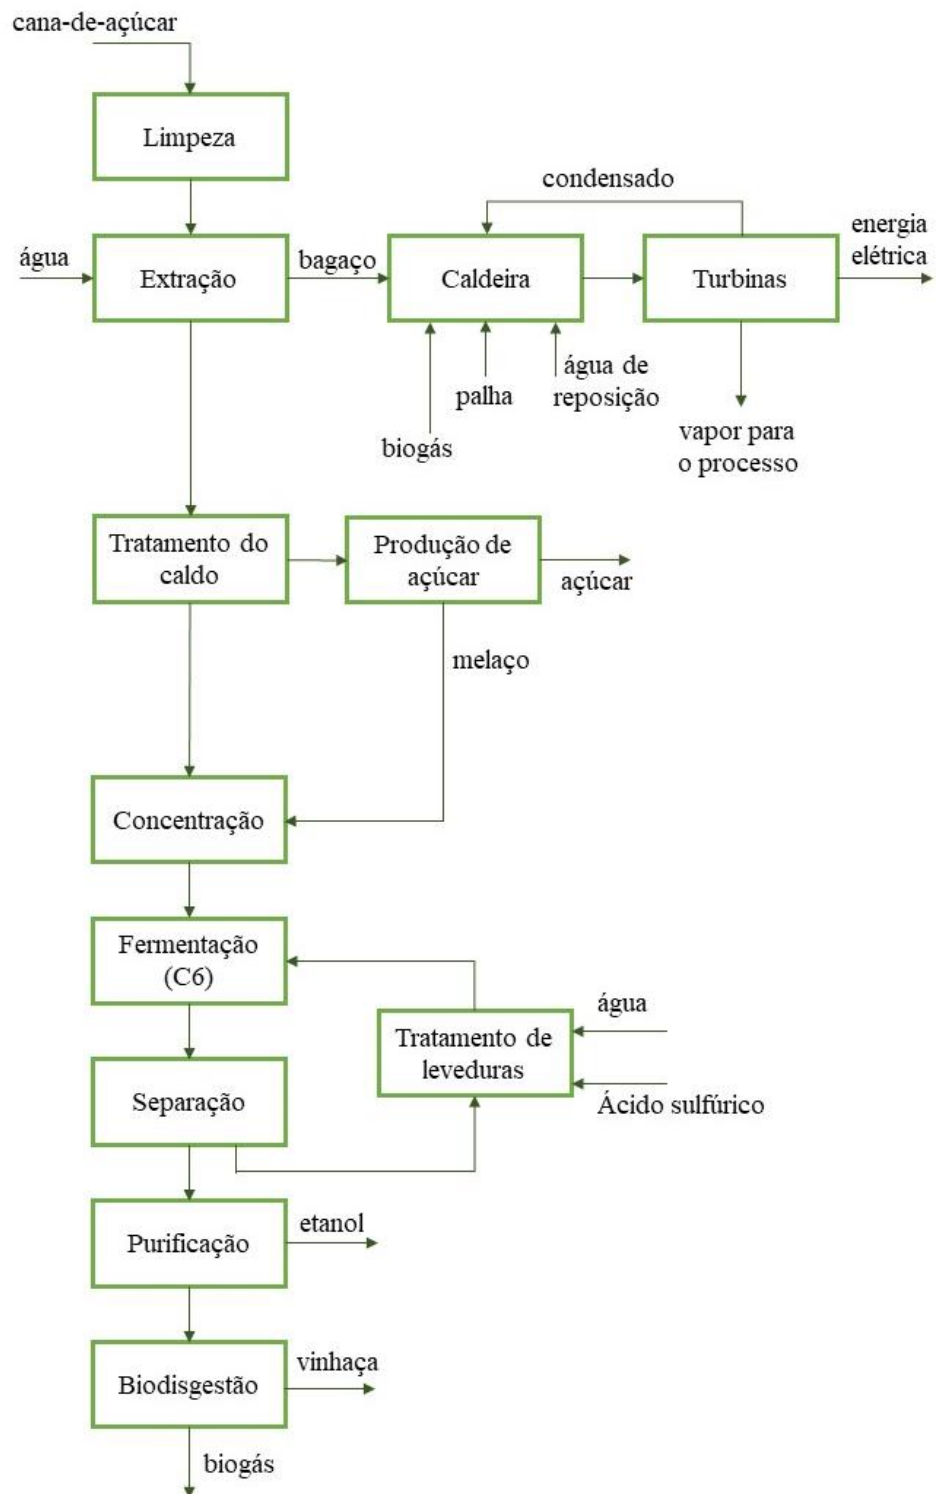 cana-de-açúcar
Limpeza
condensado
energia
elétrica
água
Extração
bagaço
Caldeira
Turbinas
água de
reposição
palha
biogás
vapor para
o processo
Tratamento do
caldo
Produção de
açúcar
açúcar
melaço
Concentração
Fermentação
(C6)
água
Tratamento de
leveduras
Ácido sulfúrico
Separação
etanol
Purificação
vinhaça
Biodisgestão
biogás